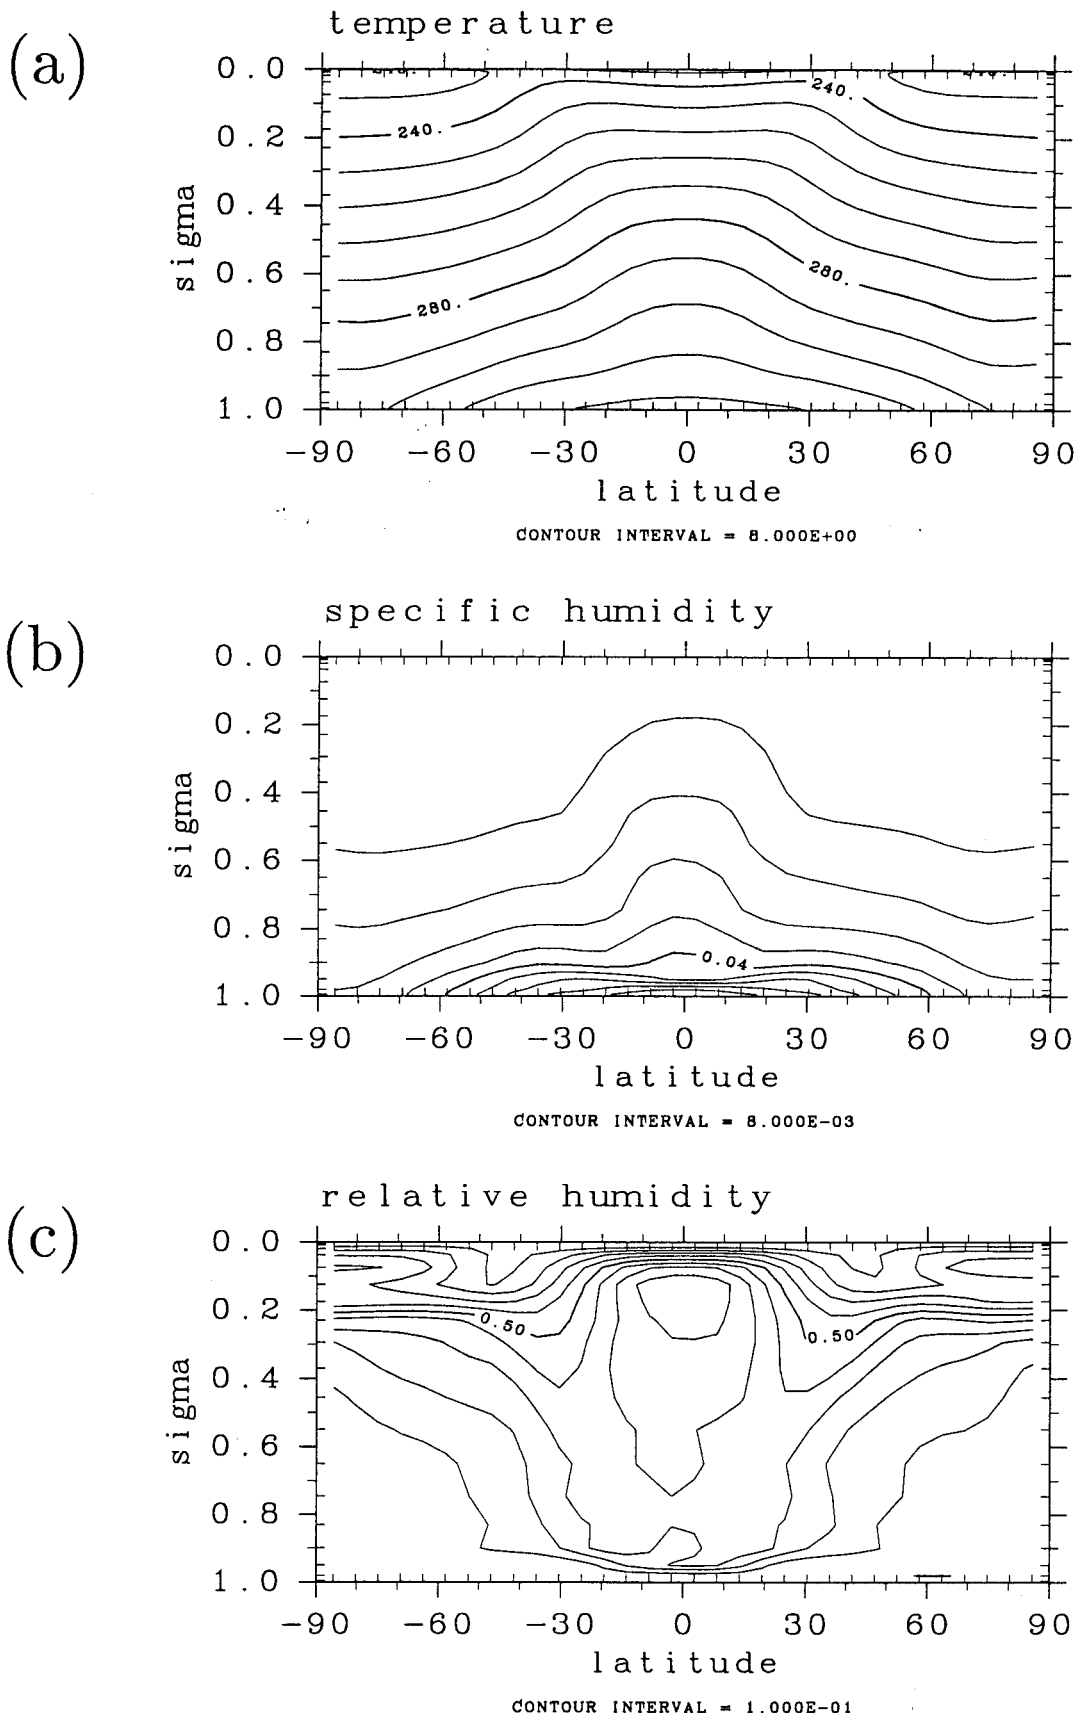 (a)
temperature
0.0
240.
240.
0.2
240.
0.4
sigma
0.6
280.
280.
0.8
1.0
−90 −60 −30 0 30 60 90
latitude
CONTOUR INTERVAL = 8.000E+00
(b)
specific humidity
0.0
0.2
0.4
sigma
0.6
0.8
0.04
1.0
−90 −60 −30 0 30 60 90
latitude
CONTOUR INTERVAL = 8.000E−03
(c)
relative humidity
0.0
0.2
0.50 0.50
0.4
sigma
0.6
0.8
1.0
−90 −60 −30 0 30 60 90
latitude
CONTOUR INTERVAL = 1.000E−01